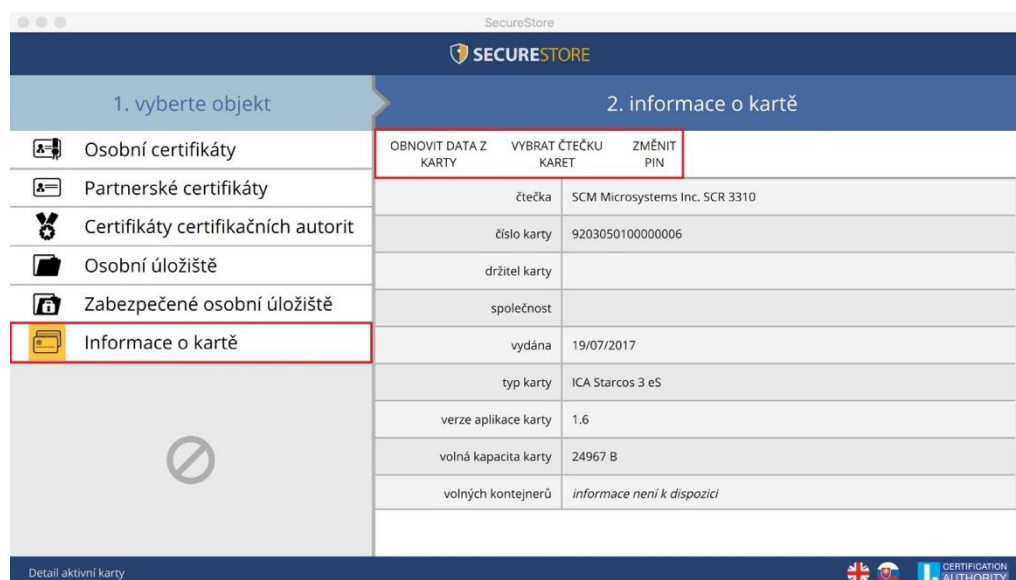 SecureStore
SECURESTORE
1. vyberte objekt
2. informace o kartě
Osobní certifikáty
Partnerské certifikáty
Certifikáty certifikačních autorit
Osobní úložiště
Zabezpečené osobní úložiště
Informace o kartě
OBNOVIT DATA Z KARTY
VYBRAT ČTEČKU KARET
ZMĚNIT PIN
čtečka SCM Microsystems Inc. SCR 3310
číslo karty 9203050100000006
držitel karty
společnost
vydána 19/07/2017
typ karty ICA Starcos 3 eS
verze aplikace karty 1.6
volná kapacita karty 24967 B
volných kontejnerů informace není k dispozici
Detail aktivní karty
CERTIFICATION
AUTHORITY